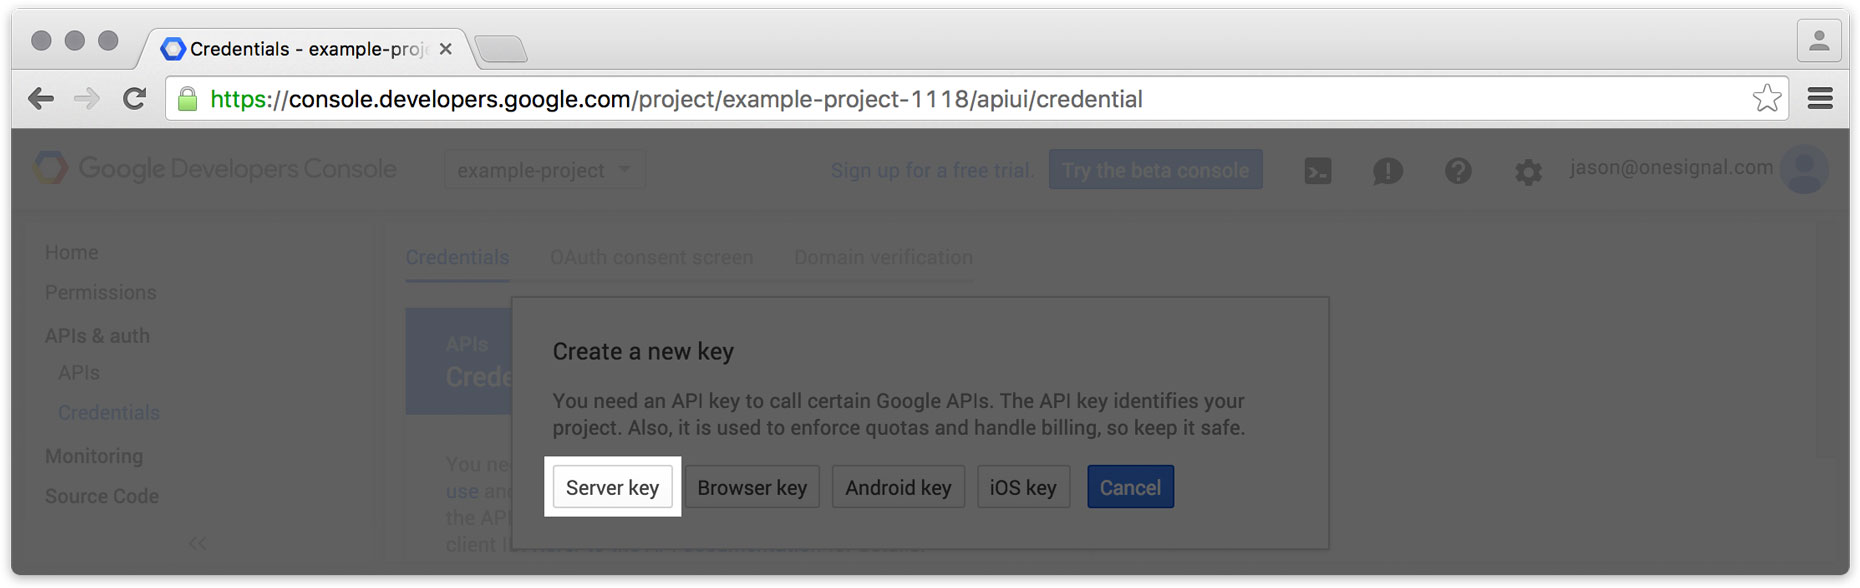 Credentials - example-proj
https://console.developers.google.com/project/example-project-1118/apiui/credential
Google Developers Console
example-project
Sign up for a free trial.
Try the beta console
jason@onesignal.com
Home
Permissions
APIs & auth
APIs
Credentials
Monitoring
Source Code
Credentials
OAuth consent screen
Domain verification
APIs
Crede
Create a new key
You need an API key to call certain Google APIs. The API key identifies your
project. Also, it is used to enforce quotas and handle billing, so keep it safe.
Server key
Browser key
Android key
iOS key
Cancel
You ne
use and
the API
client I